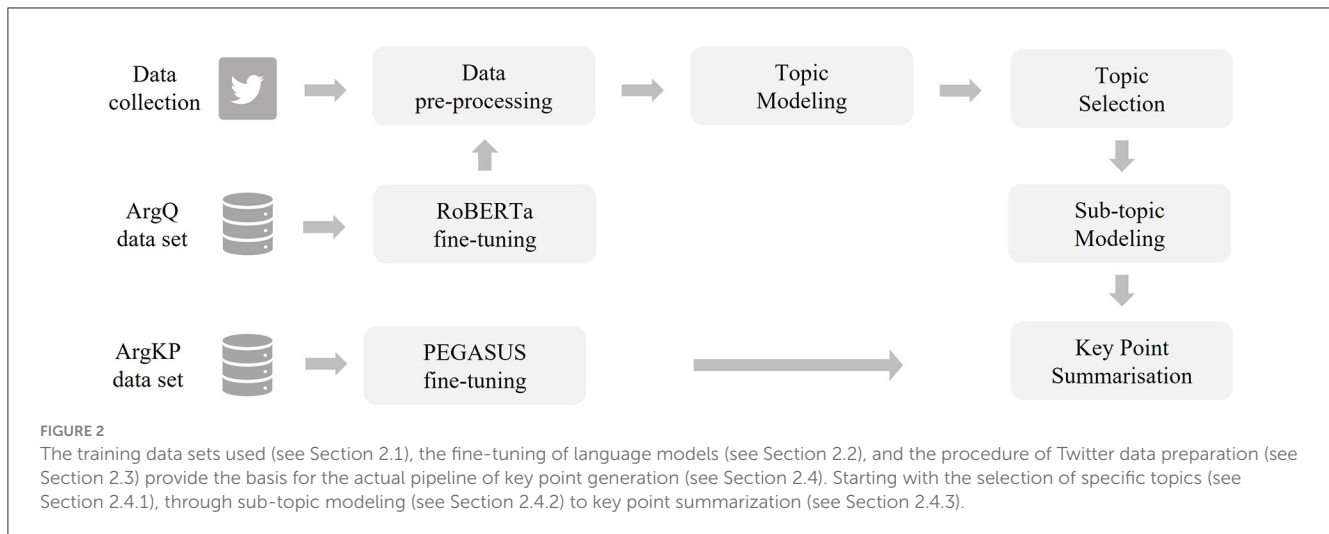 Data
collection
Data
pre-processing
Topic
Modeling
Topic
Selection
ArgQ
data set
RoBERTa
fine-tuning
Sub-topic
Modeling
ArgKP
data set
PEGASUS
fine-tuning
Key Point
Summarisation
FIGURE 2
The training data sets used (see Section 2.1), the fine-tuning of language models (see Section 2.2), and the procedure of Twitter data preparation (see
Section 2.3) provide the basis for the actual pipeline of key point generation (see Section 2.4). Starting with the selection of specific topics (see
Section 2.4.1), through sub-topic modeling (see Section 2.4.2) to key point summarization (see Section 2.4.3).